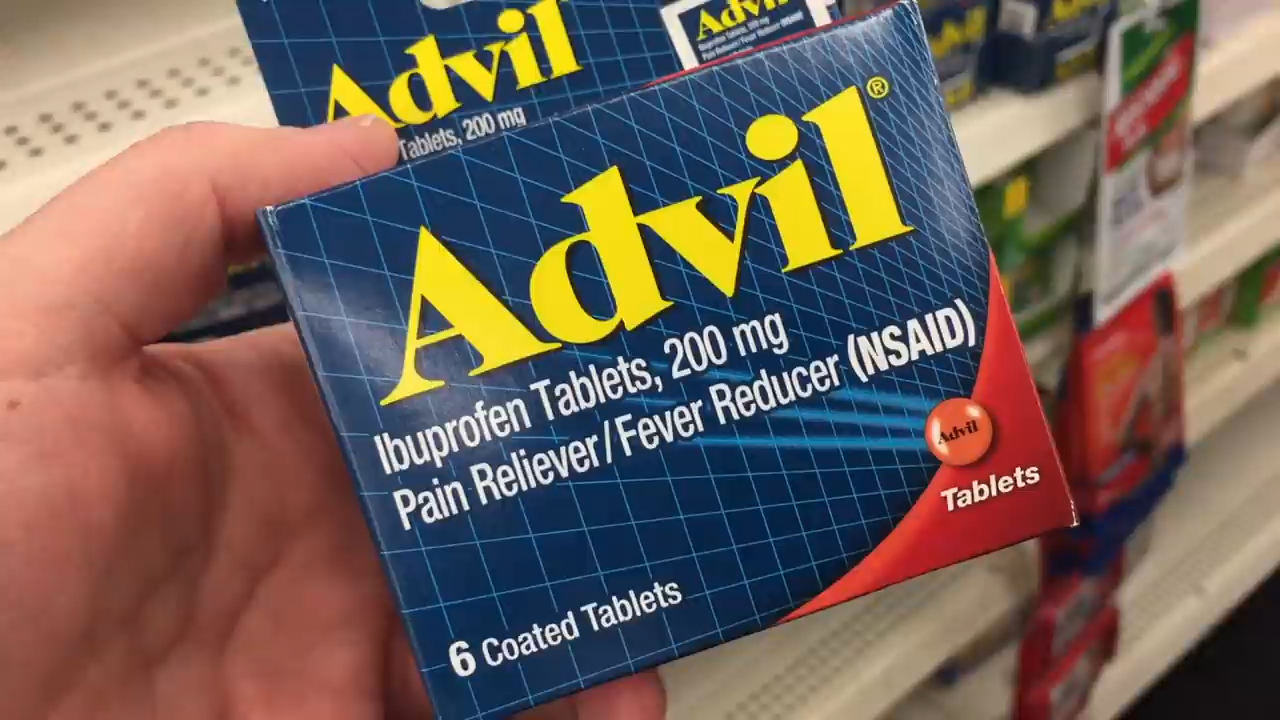 Advil
Tablets, 200 mg
Advil
Advil®
Ibuprofen Tablets, 200 mg
Pain Reliever/Fever Reducer (NSAID)
Advil
Tablets
6 Coated Tablets